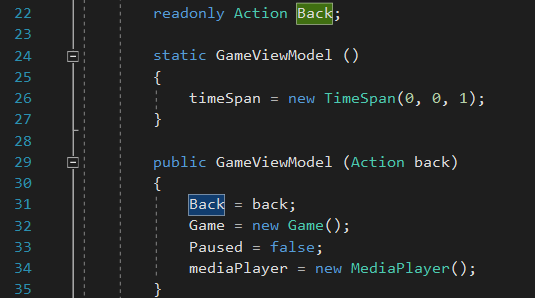 22 readonly Action Back;
23
24 static GameViewModel ()
25 {
26 timeSpan = new TimeSpan(0, 0, 1);
27 }
28
29 public GameViewModel (Action back)
30 {
31 Back = back;
32 Game = new Game();
33 Paused = false;
34 mediaPlayer = new MediaPlayer();
35 }